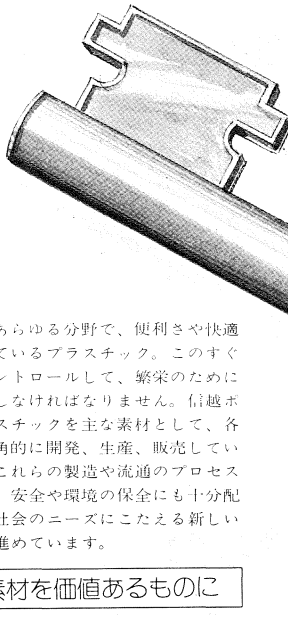 あらゆる分野で、便利さや快適
ているプラスチック。このすぐ
ントロールして、繁栄のために
しなければなりません。信越ポ
スチックを主な素材として、各
角的に開発、生産、販売してい
これらの製造や流通のプロセス
、安全や環境の保全にも十分配
社会のニーズにこたえる新しい
進めています。
素材を価値あるものに